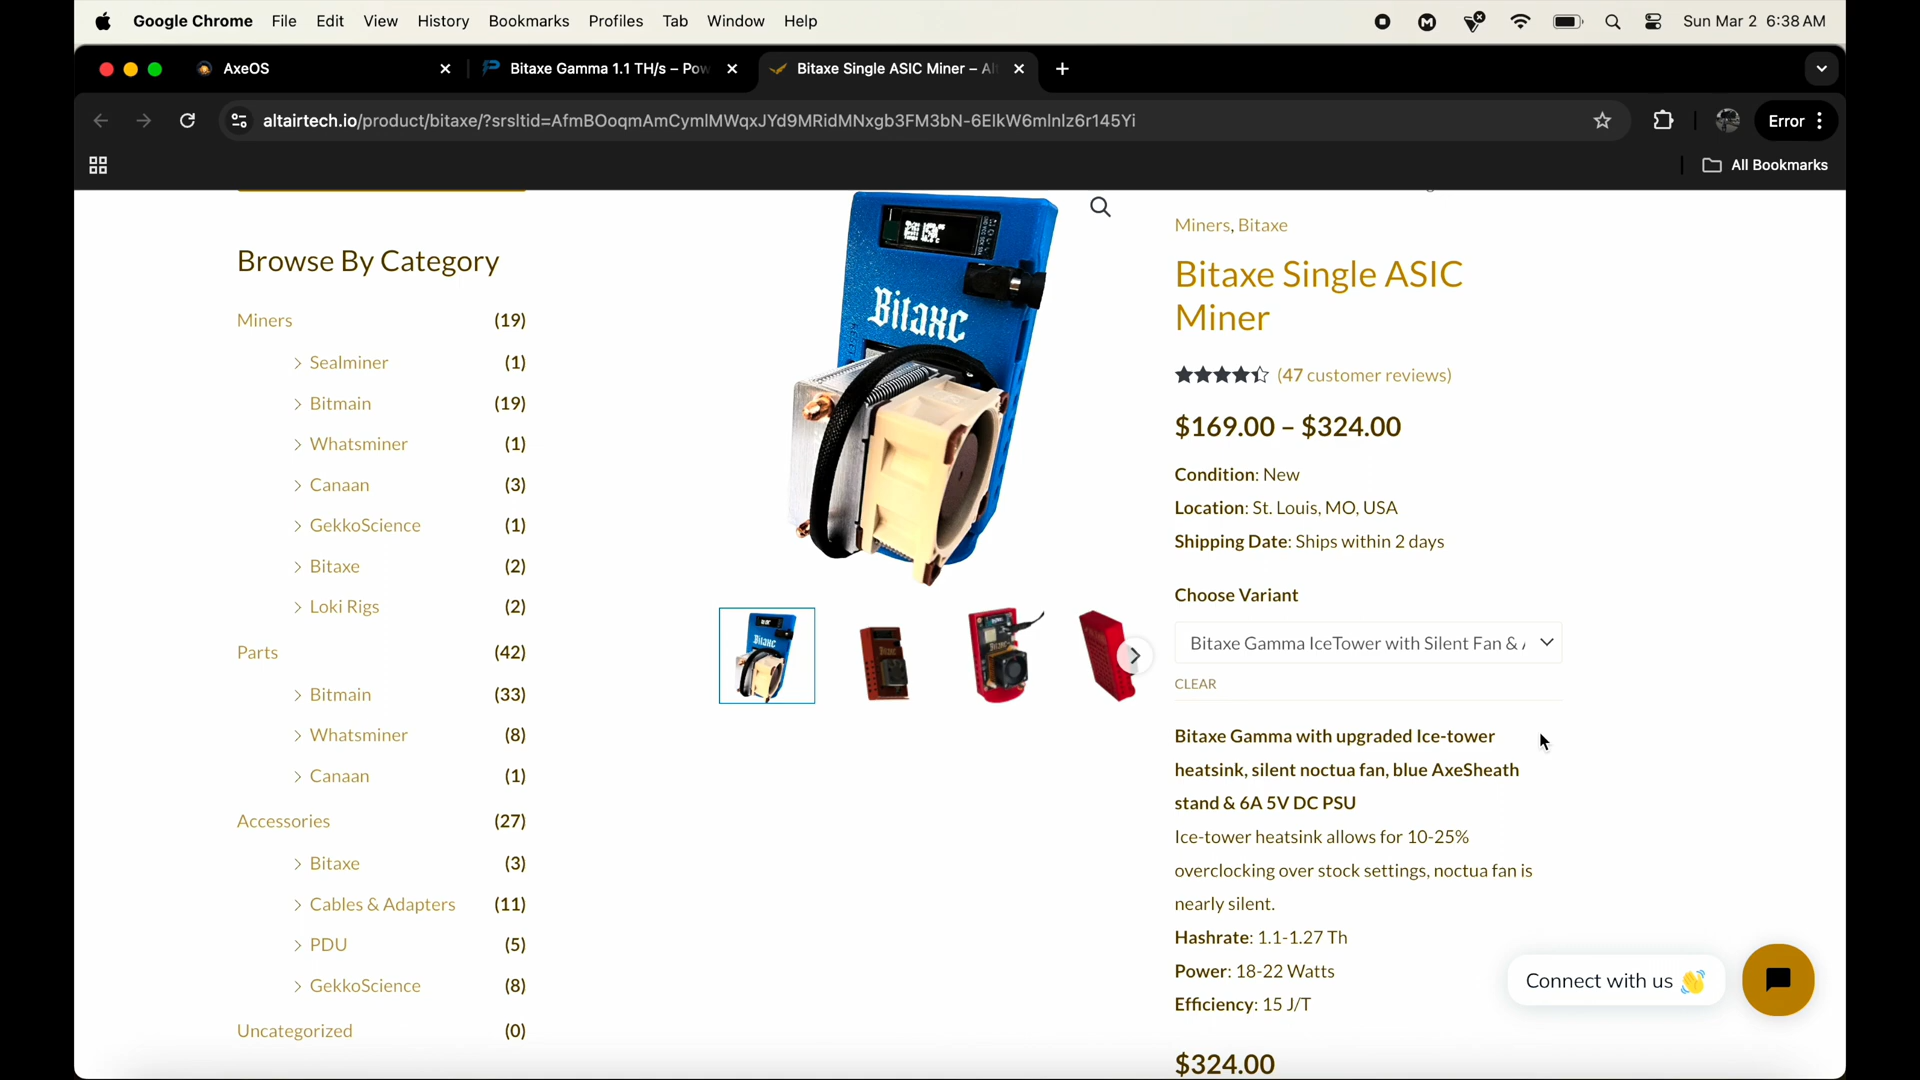 Google Chrome File Edit View History Bookmarks Profiles Tab Window Help Sun Mar 2 6:38 AM
AxeOS Bitaxe Gamma 1.1 TH/s – Pow Bitaxe Single ASIC Miner – Al
altairtech.io/product/bitaxe/?srsltid=AfmBOoqmAmCymlMWqxJYd9MRidMNxgb3FM3bN-6ElkW6mlnlz6r145Yi Error
All Bookmarks
Browse By Category
Miners (19)
Sealminer (1)
Bitmain (19)
Whatsminer (1)
Canaan (3)
GekkoScience (1)
Bitaxe (2)
Loki Rigs (2)
Parts (42)
Bitmain (33)
Whatsminer (8)
Canaan (1)
Accessories (27)
Bitaxe (3)
Cables & Adapters (11)
PDU (5)
GekkoScience (8)
Uncategorized (0)
Bitaxe
Miners, Bitaxe
Bitaxe Single ASIC
Miner
(47 customer reviews)
$169.00 – $324.00
Condition: New
Location: St. Louis, MO, USA
Shipping Date: Ships within 2 days
Choose Variant
Bitaxe Gamma IceTower with Silent Fan &
CLEAR
Bitaxe Gamma with upgraded Ice-tower
heatsink, silent noctua fan, blue AxeSheath
stand & 6A 5V DC PSU
Ice-tower heatsink allows for 10-25%
overclocking over stock settings, noctua fan is
nearly silent.
Hashrate: 1.1-1.27 Th
Power: 18-22 Watts
Efficiency: 15 J/T
$324.00
Connect with us 👋